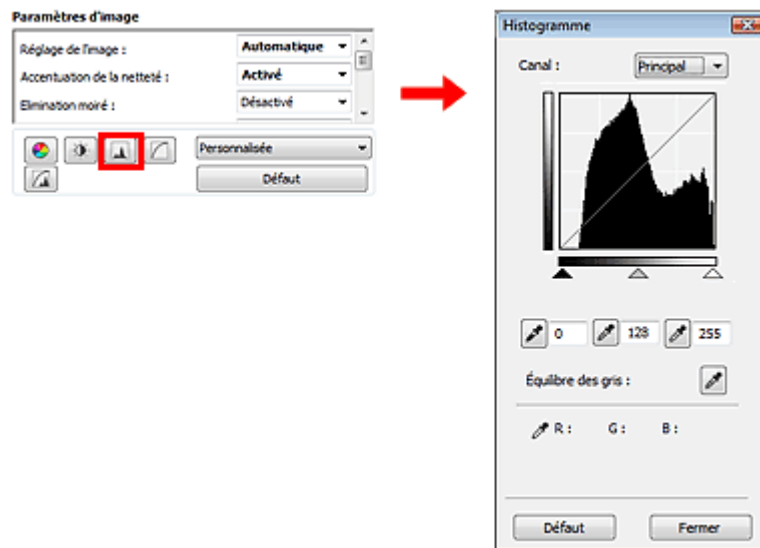 Paramètres d'image
Réglage de l'image : Automatique
Accentuation de la netteté : Activé
Elimination moiré : Désactivé
Personnalisée
Défaut
Histogramme
Canal : Principal
0 128 255
Équilibre des gris :
R : G : B :
Défaut Fermer